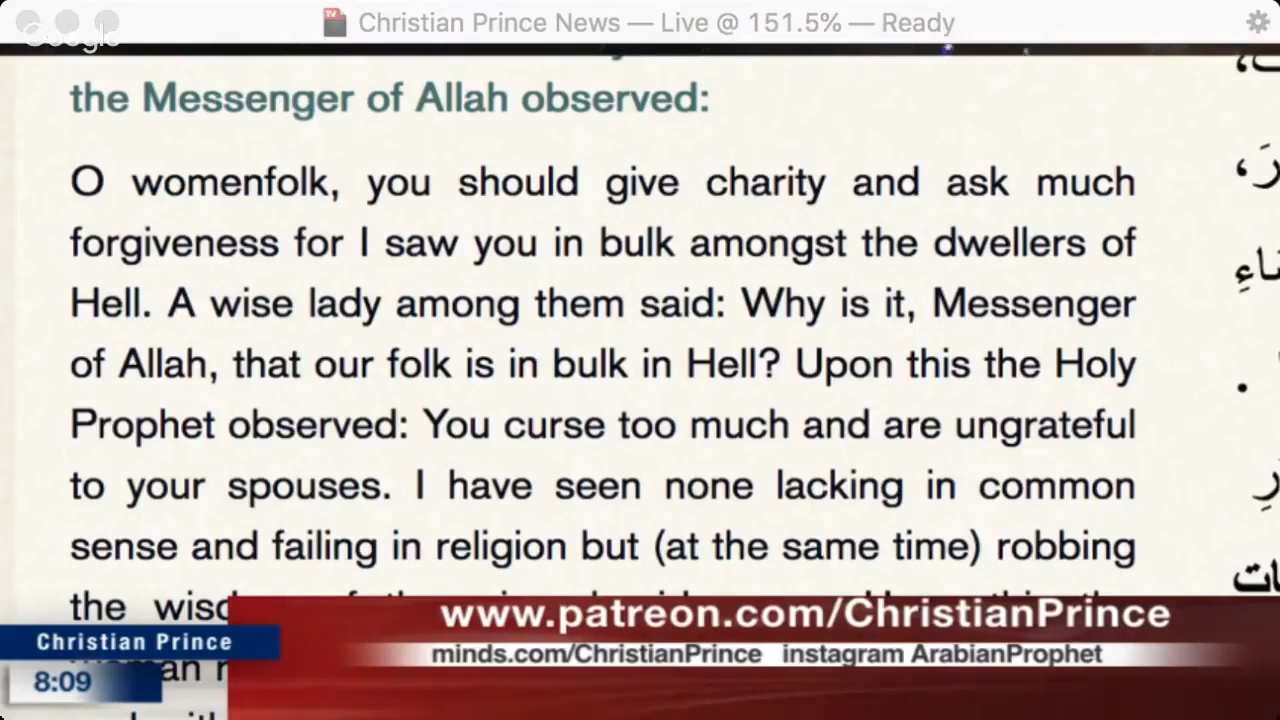 Christian Prince News — Live @ 151.5% — Ready
Google
the Messenger of Allah observed:
O womenfolk, you should give charity and ask much
forgiveness for I saw you in bulk amongst the dwellers of
Hell. A wise lady among them said: Why is it, Messenger
of Allah, that our folk is in bulk in Hell? Upon this the Holy
Prophet observed: You curse too much and are ungrateful
to your spouses. I have seen none lacking in common
sense and failing in religion but (at the same time) robbing
the
www.patreon.com/ChristianPrince
Christian Prince
minds.com/ChristianPrince instagram ArabianProphet
8:09